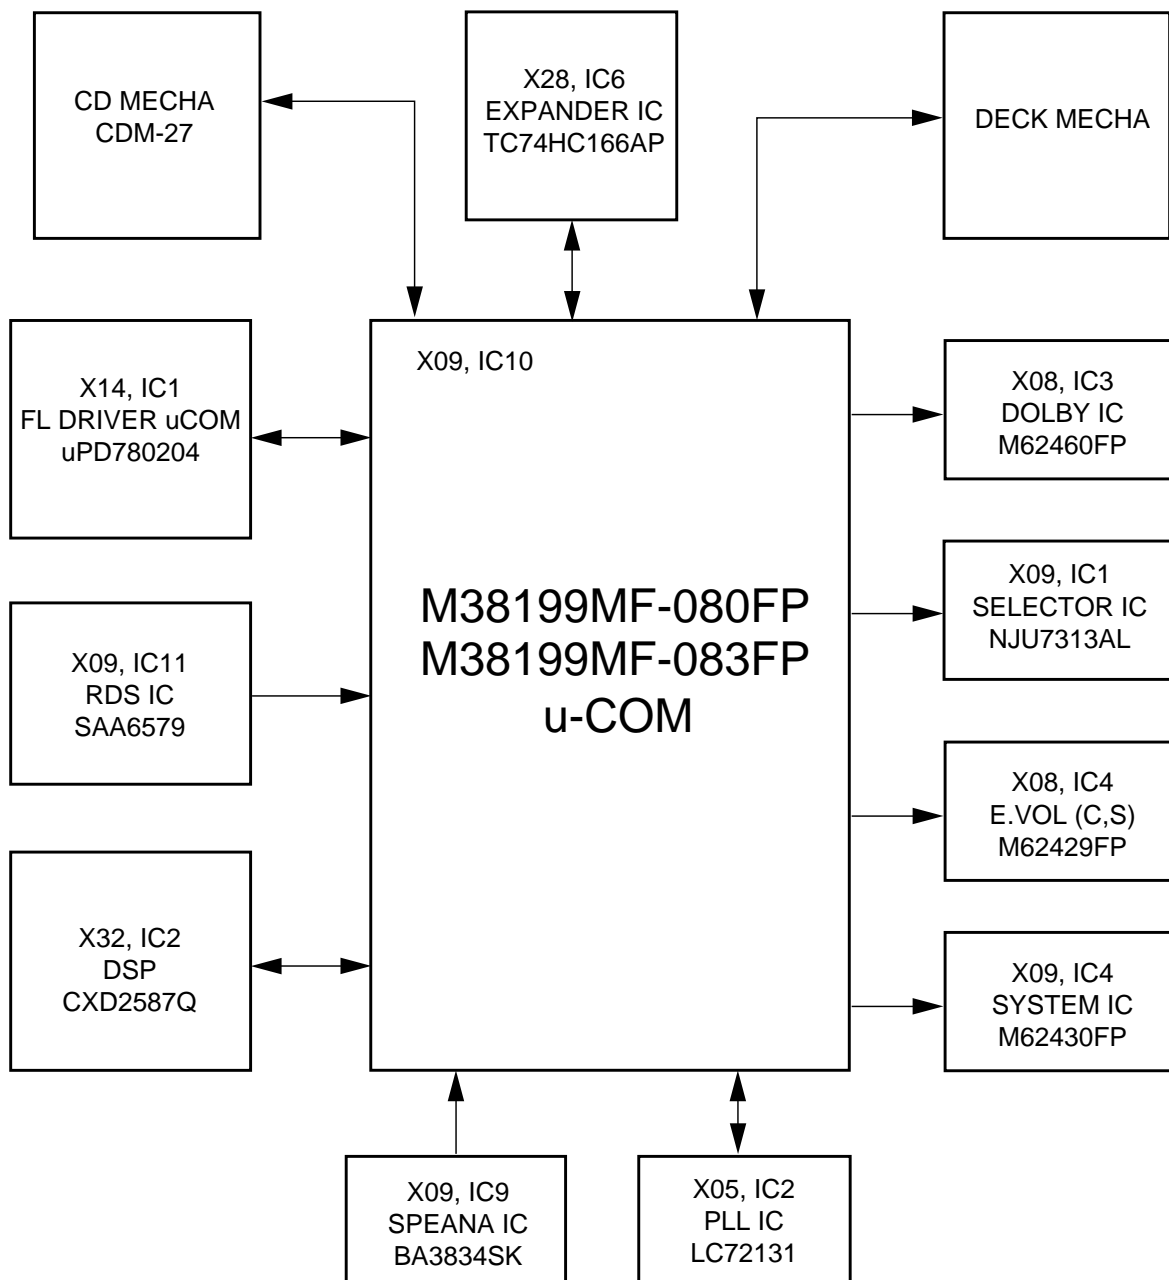 CD MECHA
CDM-27
X28, IC6
EXPANDER IC
TC74HC166AP
DECK MECHA
X14, IC1
FL DRIVER uCOM
uPD780204
X09, IC10
X08, IC3
DOLBY IC
M62460FP
M38199MF-080FP
M38199MF-083FP
u-COM
X09, IC1
SELECTOR IC
NJU7313AL
X09, IC11
RDS IC
SAA6579
X08, IC4
E.VOL (C,S)
M62429FP
X32, IC2
DSP
CXD2587Q
X09, IC4
SYSTEM IC
M62430FP
X09, IC9
SPEANA IC
BA3834SK
X05, IC2
PLL IC
LC72131